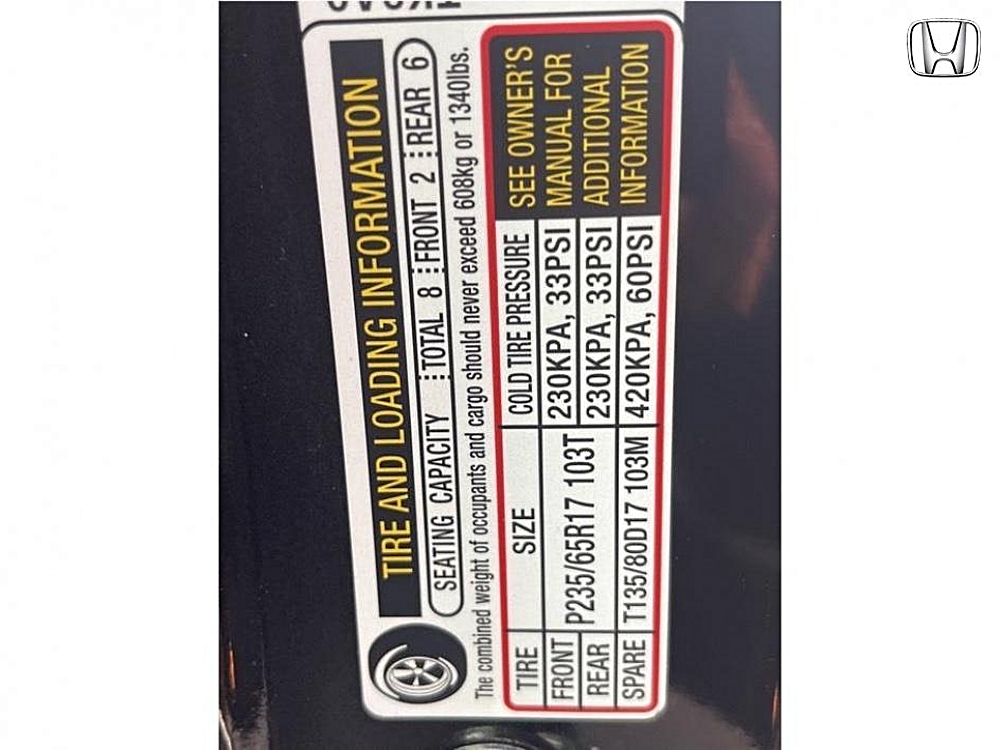 TIRE AND LOADING INFORMATION
SEATING CAPACITY TOTAL 8 FRONT 2 REAR 6
The combined weight of occupants and cargo should never exceed 608kg or 1340lbs.
TIRE SIZE COLD TIRE PRESSURE
FRONT P235/65R17 103T 230KPA, 33PSI
REAR 230KPA, 33PSI
SPARE T135/80D17 103M 420KPA, 60PSI
SEE OWNER'S
MANUAL FOR
ADDITIONAL
INFORMATION